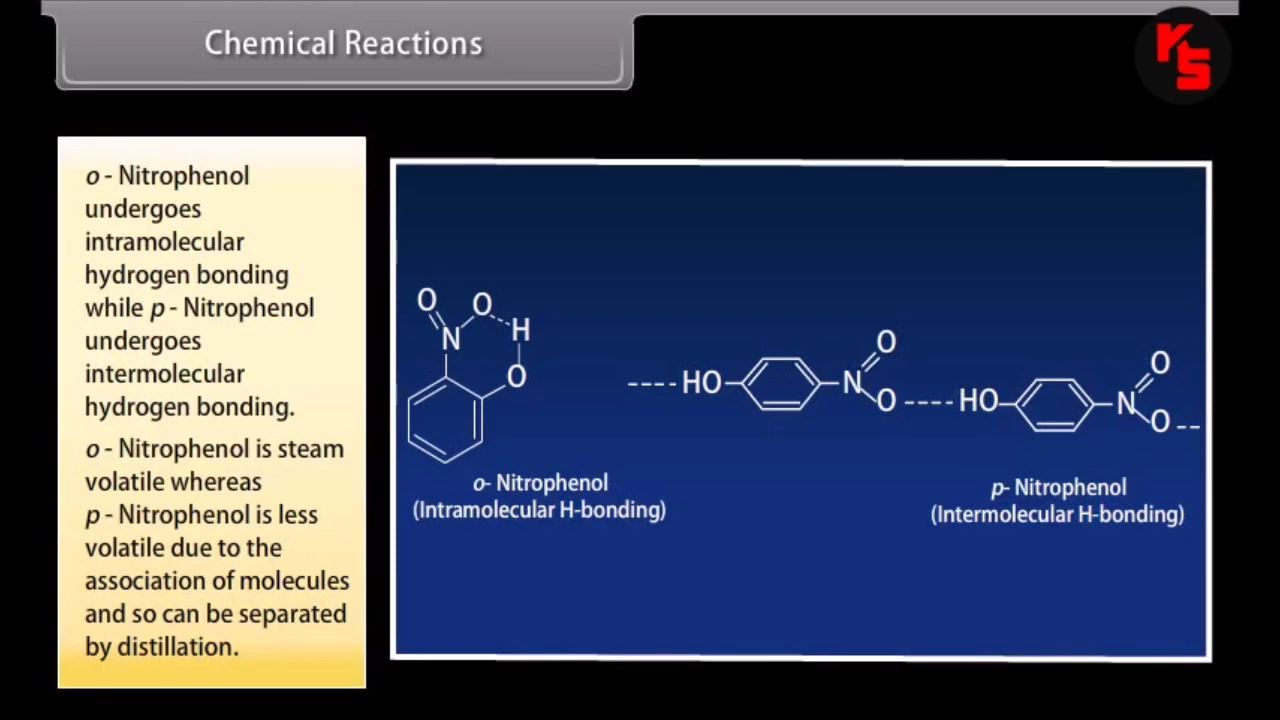 Chemical Reactions
KTS
o - Nitrophenol
undergoes
intramolecular
hydrogen bonding
while p - Nitrophenol
undergoes
intermolecular
hydrogen bonding.
o - Nitrophenol is steam
volatile whereas
p - Nitrophenol is less
volatile due to the
association of molecules
and so can be separated
by distillation.
O O
N H
O
o- Nitrophenol
(Intramolecular H-bonding)
O
HO N
O
O
HO N
O
p- Nitrophenol
(Intermolecular H-bonding)